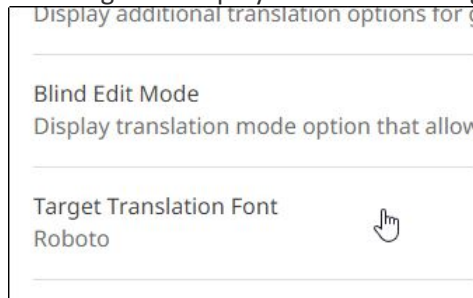 Display additional translation options for
Blind Edit Mode
Display translation mode option that allow
Target Translation Font
Roboto